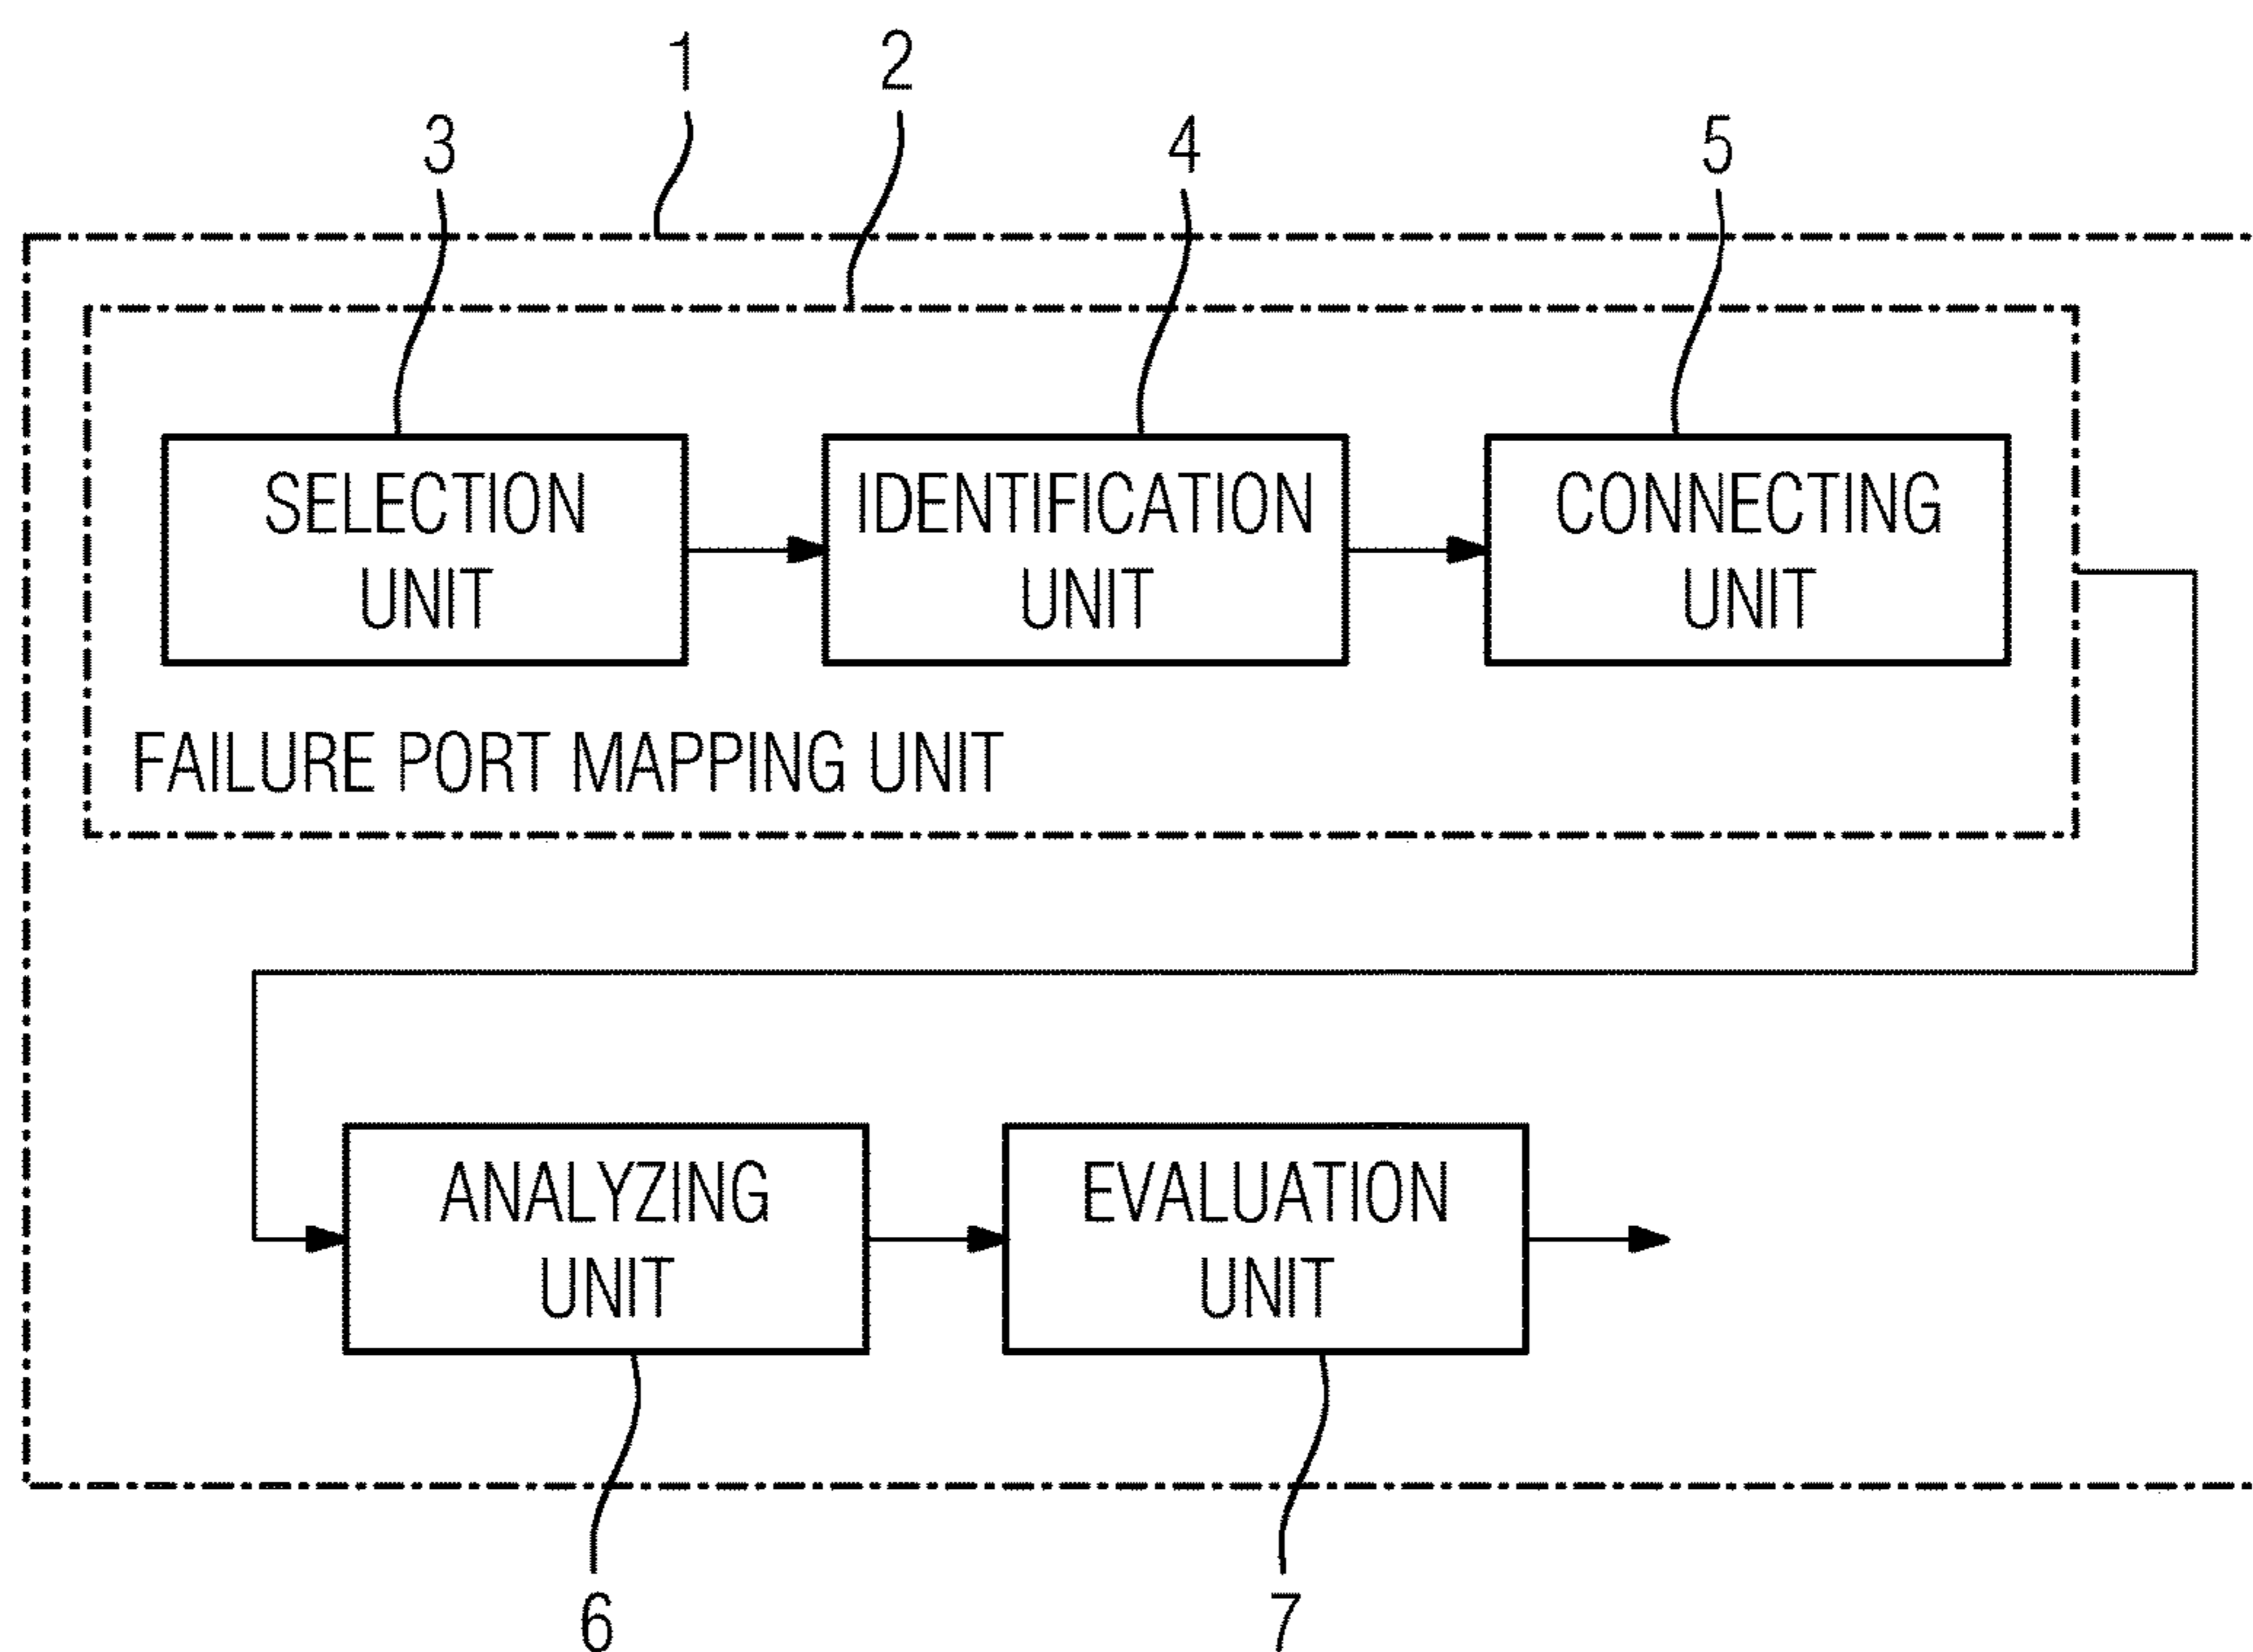 1
2
3
4
5
SELECTION
UNIT
IDENTIFICATION
UNIT
CONNECTING
UNIT
FAILURE PORT MAPPING UNIT
ANALYZING
UNIT
EVALUATION
UNIT
6
7